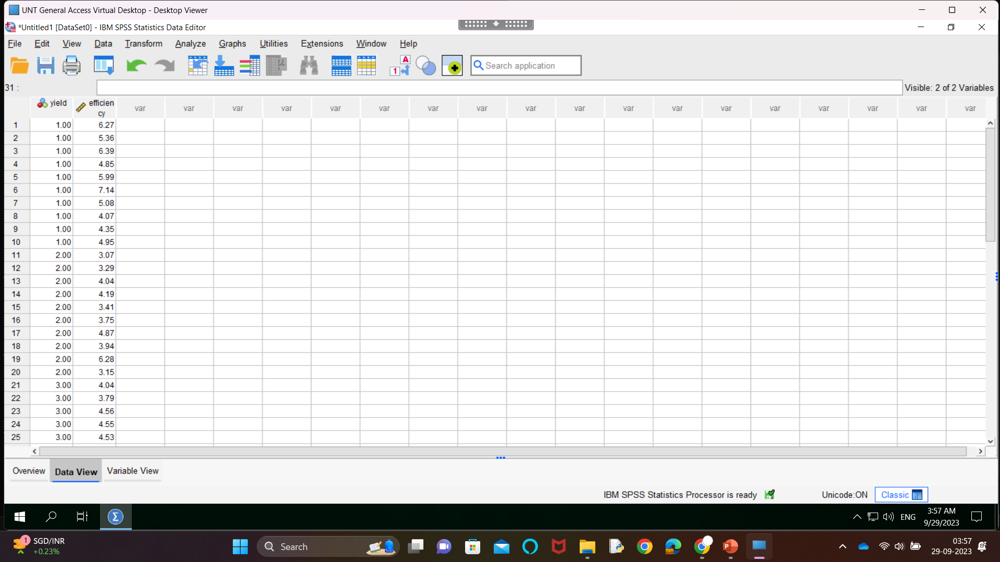 UNT General Access Virtual Desktop - Desktop Viewer
*Untitled1 [DataSet0] - IBM SPSS Statistics Data Editor
File Edit View Data Transform Analyze Graphs Utilities Extensions Window Help
1 A Search application
31 : Visible: 2 of 2 Variables
yield efficien
cy var var var var var var var var var var var var var var var var var var
1 1.00 6.27
2 1.00 5.36
3 1.00 6.39
4 1.00 4.85
5 1.00 5.99
6 1.00 7.14
7 1.00 5.08
8 1.00 4.07
9 1.00 4.35
10 1.00 4.95
11 2.00 3.07
12 2.00 3.29
13 2.00 4.04
14 2.00 4.19
15 2.00 3.41
16 2.00 3.75
17 2.00 4.87
18 2.00 3.94
19 2.00 6.28
20 2.00 3.15
21 3.00 4.04
22 3.00 3.79
23 3.00 4.56
24 3.00 4.55
25 3.00 4.53
Overview Data View Variable View
IBM SPSS Statistics Processor is ready Unicode:ON Classic
ENG 3:57 AM
9/29/2023
1 SGD/INR
+0.23%
Search
03:57
29-09-2023